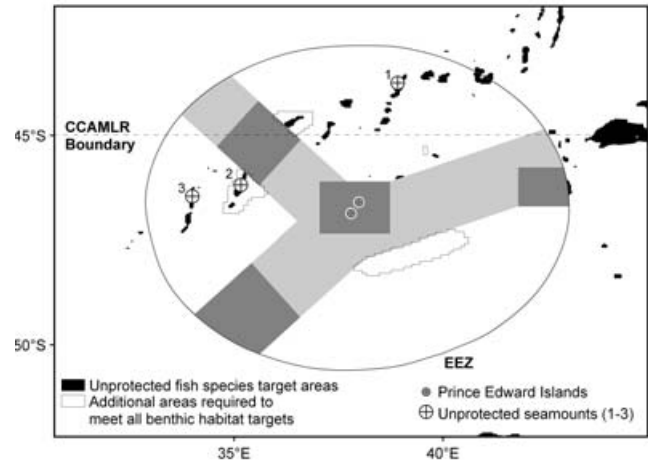 1
45°S
CCAMLR
Boundary
2
3
50°S
EEZ
Unprotected fish species target areas
Additional areas required to
meet all benthic habitat targets
Prince Edward Islands
Unprotected seamounts (1-3)
35°E
40°E